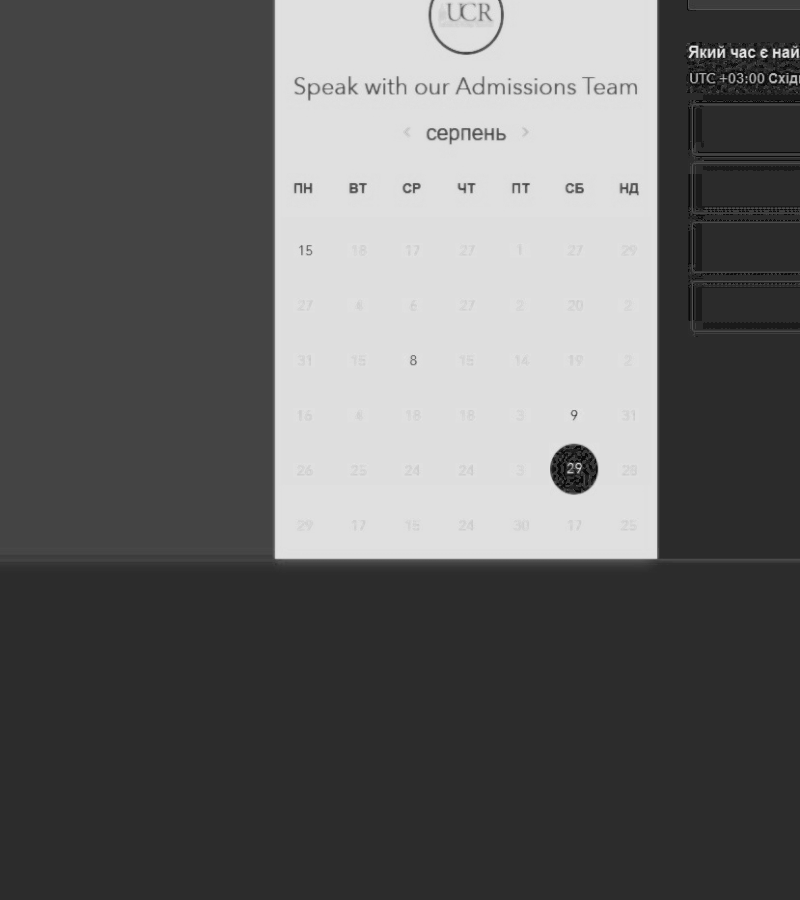 UCR
Speak with our Admissions Team
< серпень >
ПН ВТ СР ЧТ ПТ СБ НД
15 18 17 27 1 27 29
27 4 6 27 2 20 2
31 15 8 15 14 19 2
16 4 18 18 3 9 31
26 25 24 24 3 29 28
29 17 15 24 30 17 25
Який час є най
UTC +03:00 Східн